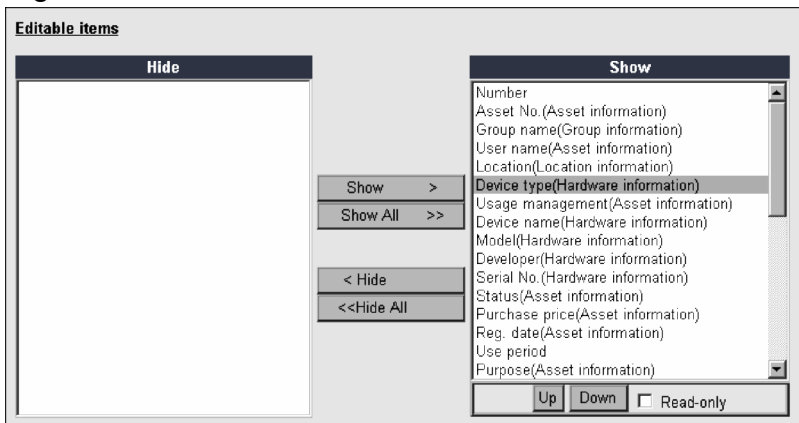 Editable items
Hide
Show
Number
Asset No.(Asset information)
Group name(Group information)
User name(Asset information)
Location(Location information)
Device type(Hardware information)
Usage management(Asset information)
Device name(Hardware information)
Model(Hardware information)
Developer(Hardware information)
Serial No.(Hardware information)
Status(Asset information)
Purchase price(Asset information)
Reg. date(Asset information)
Use period
Purpose(Asset information)
Show >
Show All >>
< Hide
<<Hide All
Up Down Read-only